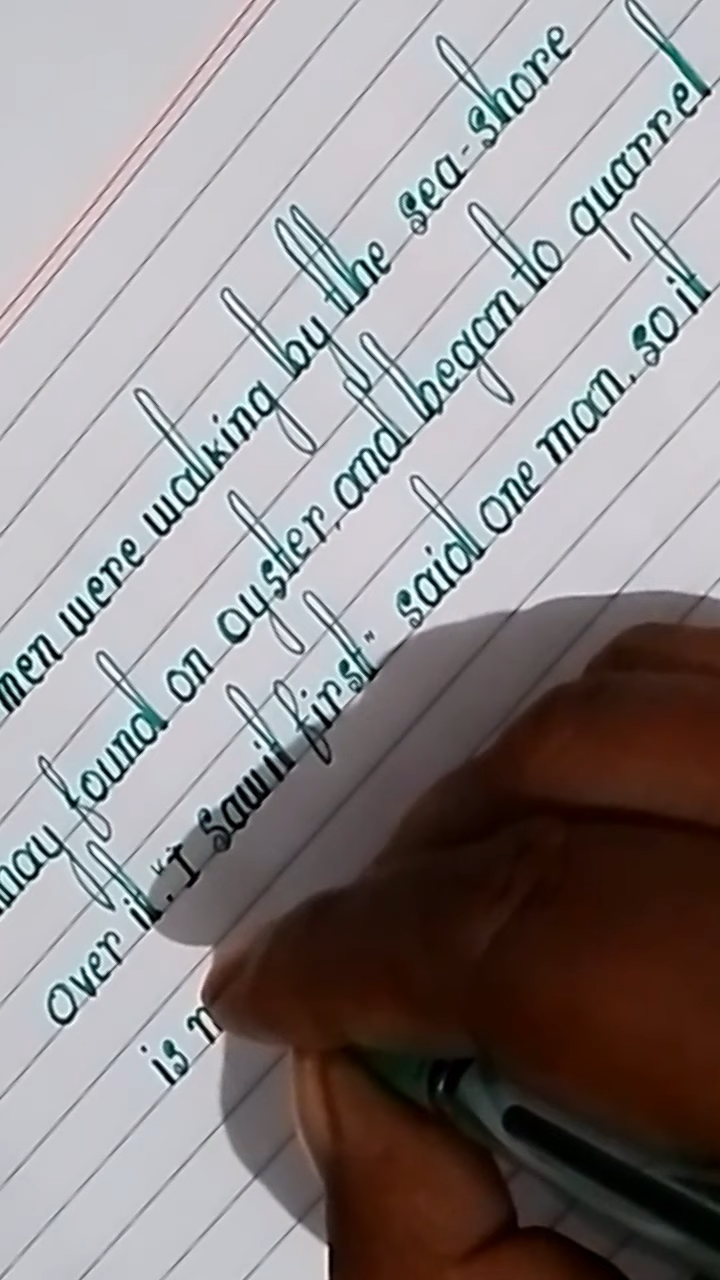 men were walking by the sea-shore
may found an oyster, and began to quarrel
over it. "I saw it first" said one man. so it
is n